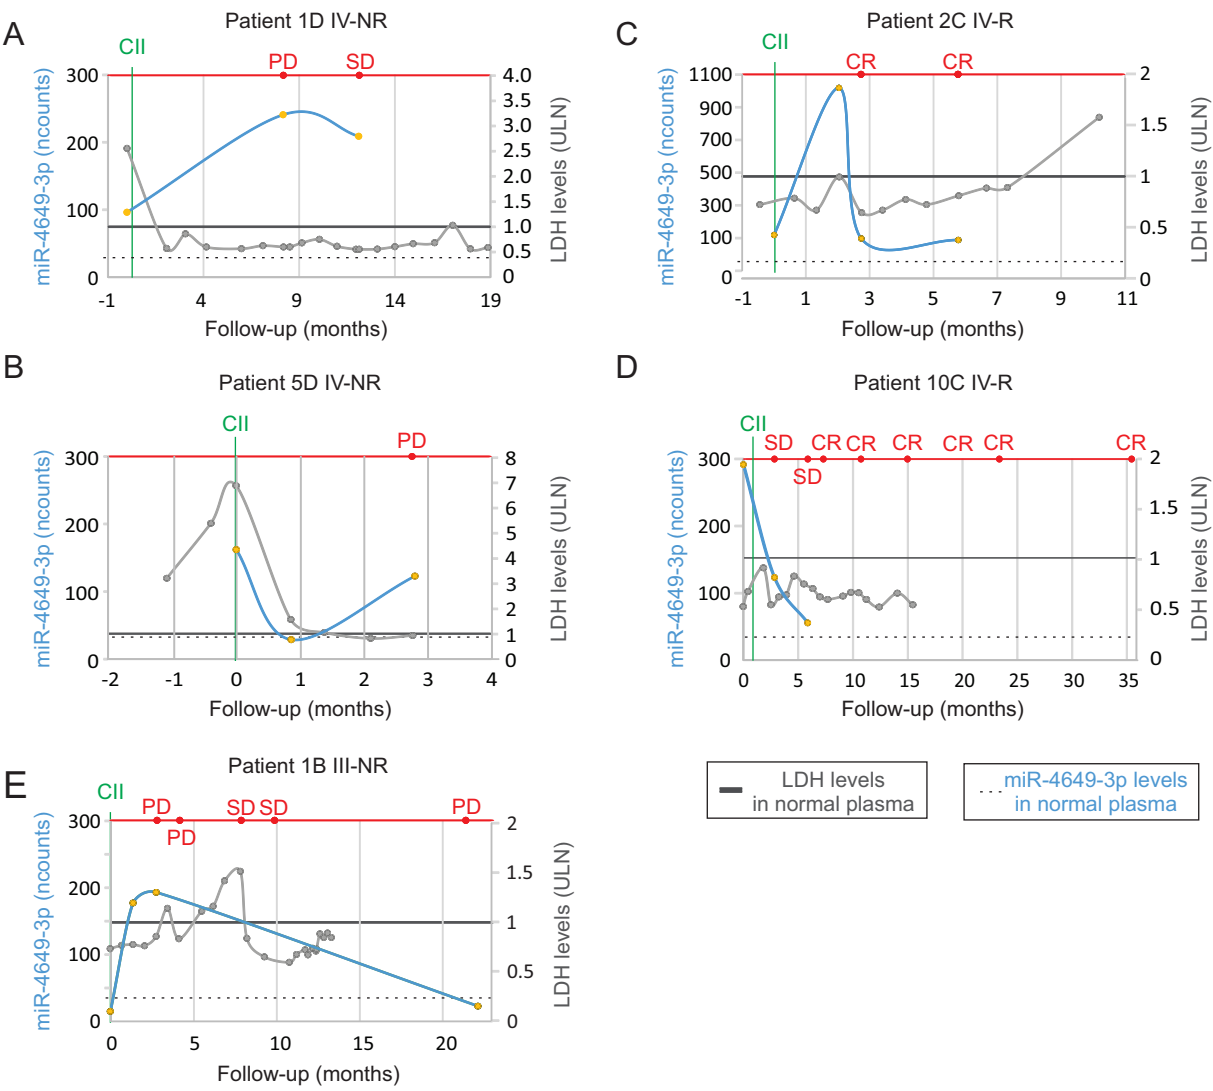 A
Patient 1D IV-NR
CII
PD
SD
300
200
100
0
4.0
3.5
3.0
2.5
2.0
1.5
1.0
0.5
0
miR-4649-3p (ncounts)
LDH levels (ULN)
-1
4
9
14
19
Follow-up (months)
C
Patient 2C IV-R
CII
CR
CR
1100
900
700
500
300
100
0
2
1.5
1
0.5
0
miR-4649-3p (ncounts)
LDH levels (ULN)
-1
1
3
5
7
9
11
Follow-up (months)
B
Patient 5D IV-NR
CII
PD
300
200
100
0
8
7
6
5
4
3
2
1
0
miR-4649-3p (ncounts)
LDH levels (ULN)
-2
-1
0
1
2
3
4
Follow-up (months)
D
Patient 10C IV-R
CII
SD
CR
CR
CR
CR
CR
CR
SD
300
200
100
0
2
1.5
1
0.5
0
miR-4649-3p (ncounts)
LDH levels (ULN)
0
5
10
15
20
25
30
35
Follow-up (months)
E
Patient 1B III-NR
CII
PD
SD
SD
PD
PD
300
200
100
0
2
1.5
1
0.5
0
miR-4649-3p (ncounts)
LDH levels (ULN)
0
5
10
15
20
Follow-up (months)
LDH levels
in normal plasma
miR-4649-3p levels
in normal plasma